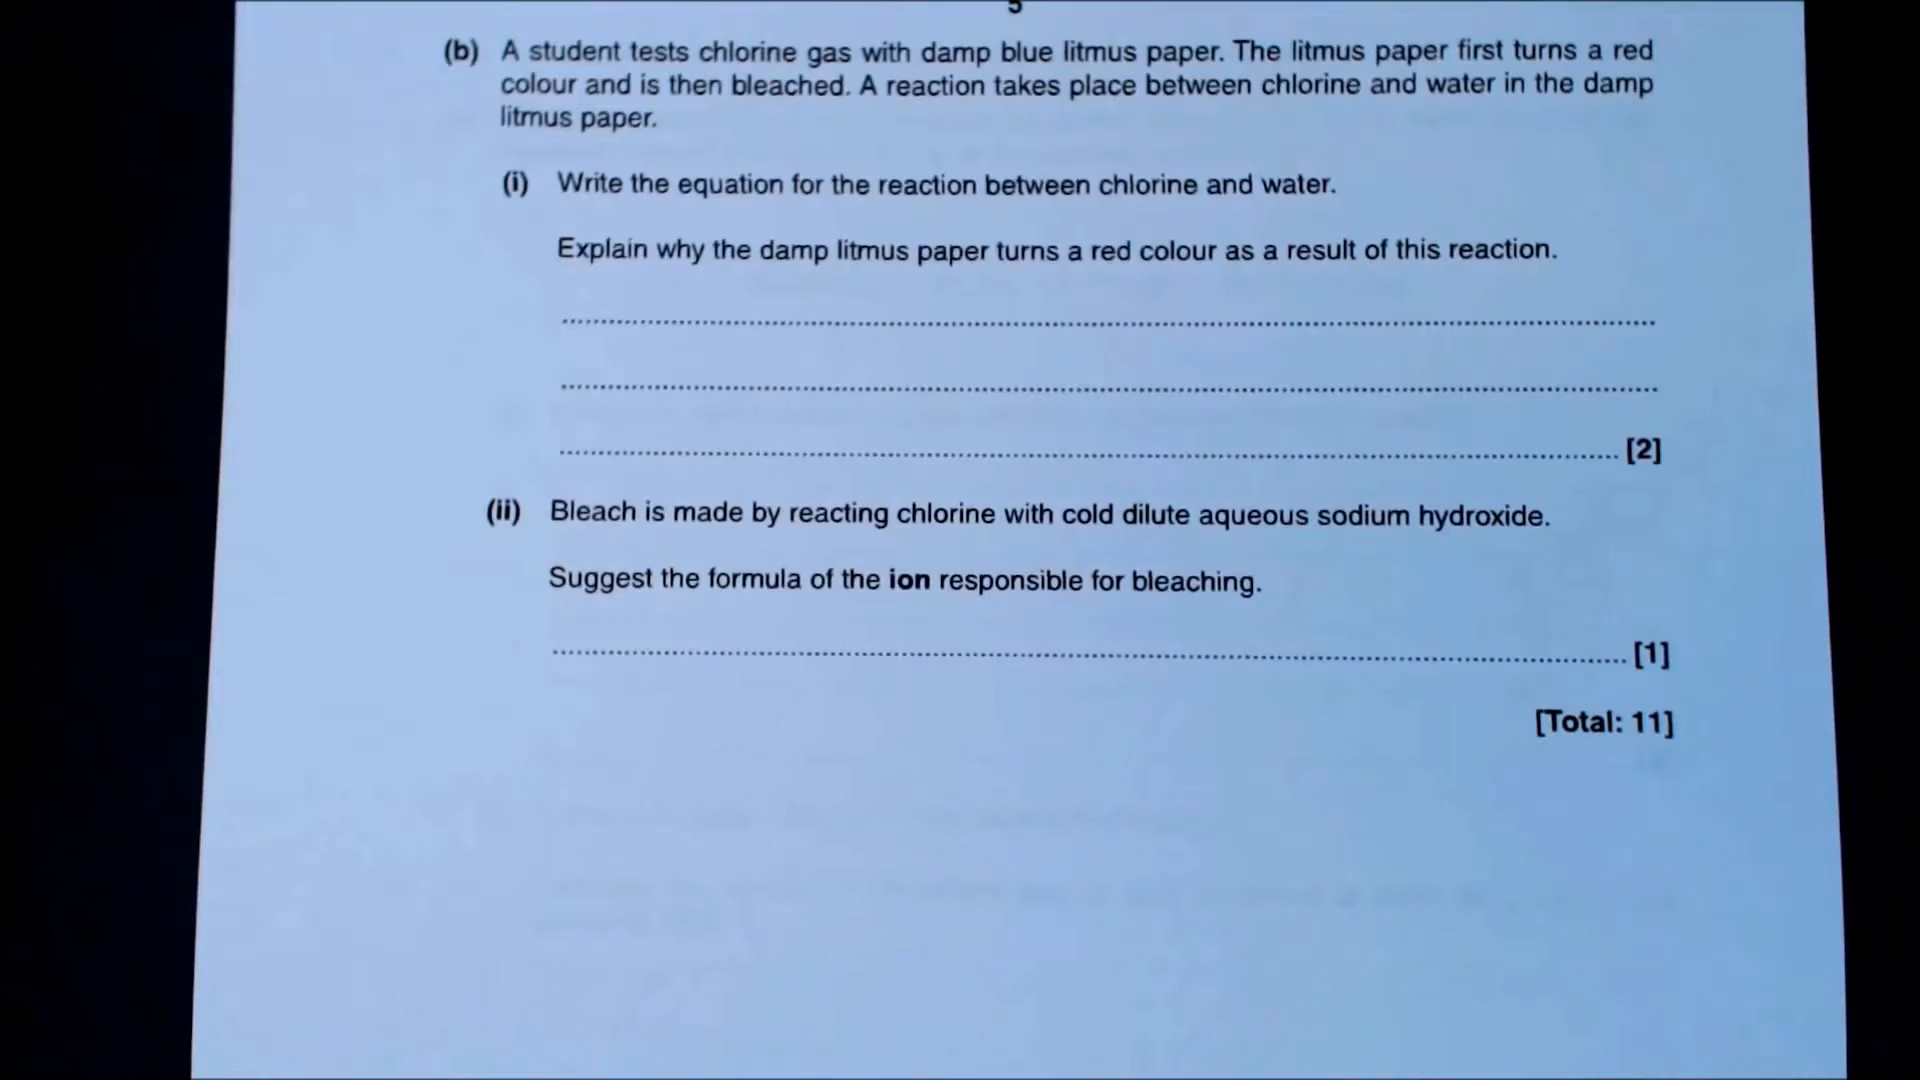 5
(b) A student tests chlorine gas with damp blue litmus paper. The litmus paper first turns a red
colour and is then bleached. A reaction takes place between chlorine and water in the damp
litmus paper.
(i) Write the equation for the reaction between chlorine and water.
Explain why the damp litmus paper turns a red colour as a result of this reaction.
[2]
(ii) Bleach is made by reacting chlorine with cold dilute aqueous sodium hydroxide.
Suggest the formula of the ion responsible for bleaching.
[1]
[Total: 11]